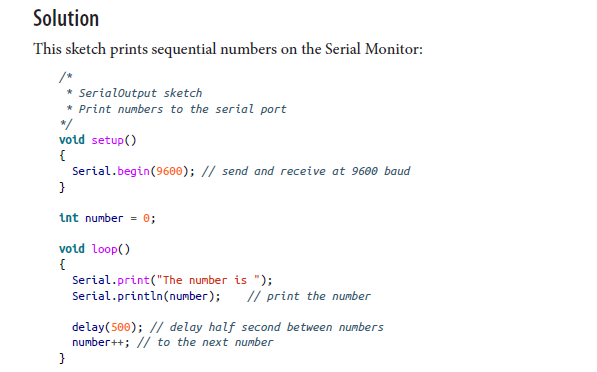 Solution
This sketch prints sequential numbers on the Serial Monitor:
/*
* SerialOutput sketch
* Print numbers to the serial port
*/
void setup()
{
Serial.begin(9600); // send and receive at 9600 baud
}
int number = 0;
void loop()
{
Serial.print("The number is ");
Serial.println(number); // print the number
delay(500); // delay half second between numbers
number++; // to the next number
}